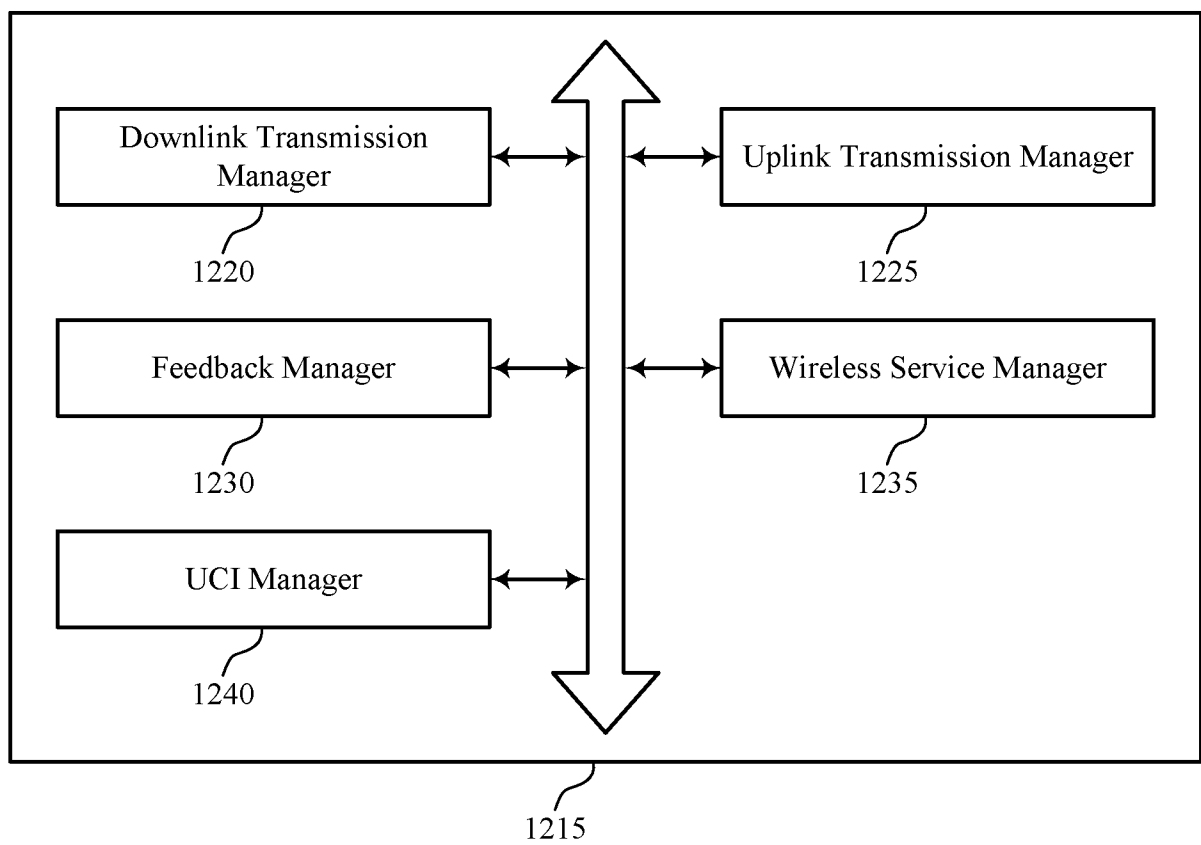 Downlink Transmission
Manager
1220
Uplink Transmission Manager
1225
Feedback Manager
1230
Wireless Service Manager
1235
UCI Manager
1240
1215